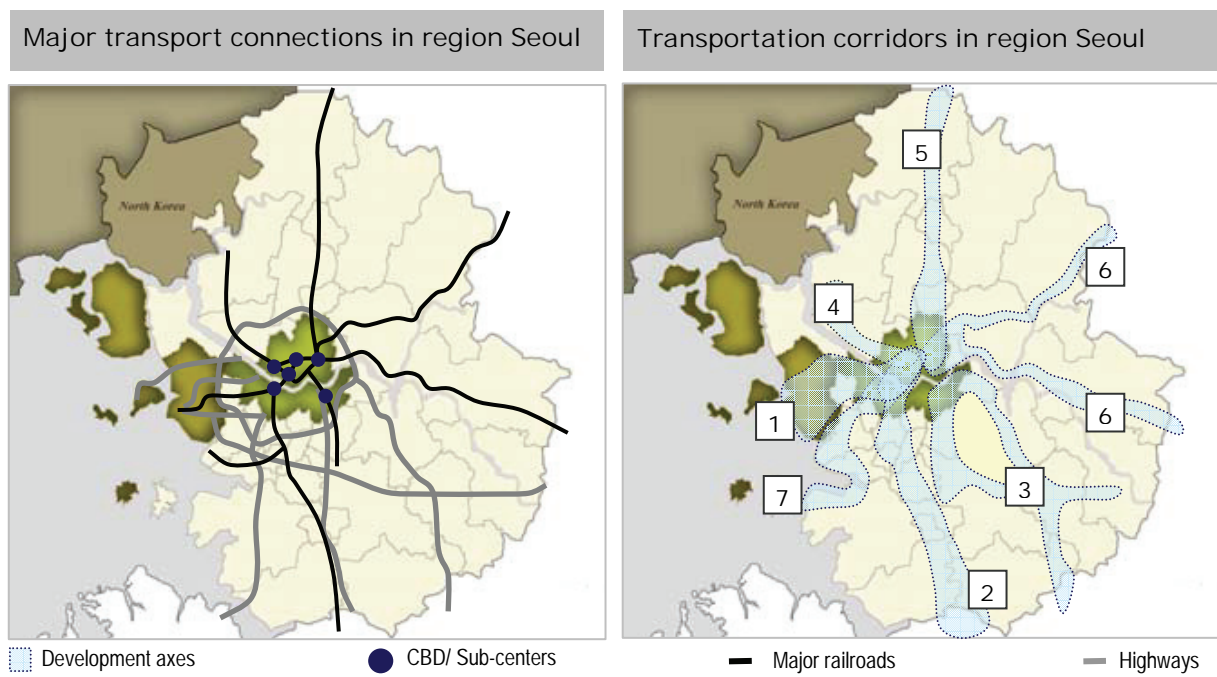 Major transport connections in region Seoul
Transportation corridors in region Seoul
North Korea
North Korea
5
6
4
1
6
7
3
2
Development axes
CBD/ Sub-centers
Major railroads
Highways